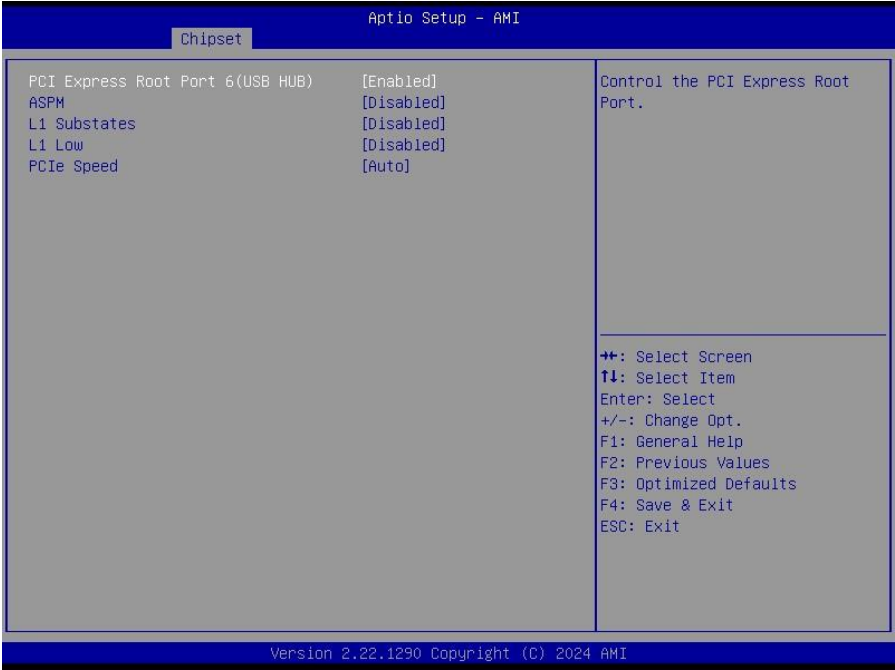 Aptio Setup – AMI
Chipset
PCI Express Root Port 6(USB HUB) [Enabled]
ASPM [Disabled]
L1 Substates [Disabled]
L1 Low [Disabled]
PCIe Speed [Auto]
Control the PCI Express Root
Port.
→←: Select Screen
↑↓: Select Item
Enter: Select
+/-: Change Opt.
F1: General Help
F2: Previous Values
F3: Optimized Defaults
F4: Save & Exit
ESC: Exit
Version 2.22.1290 Copyright (C) 2024 AMI